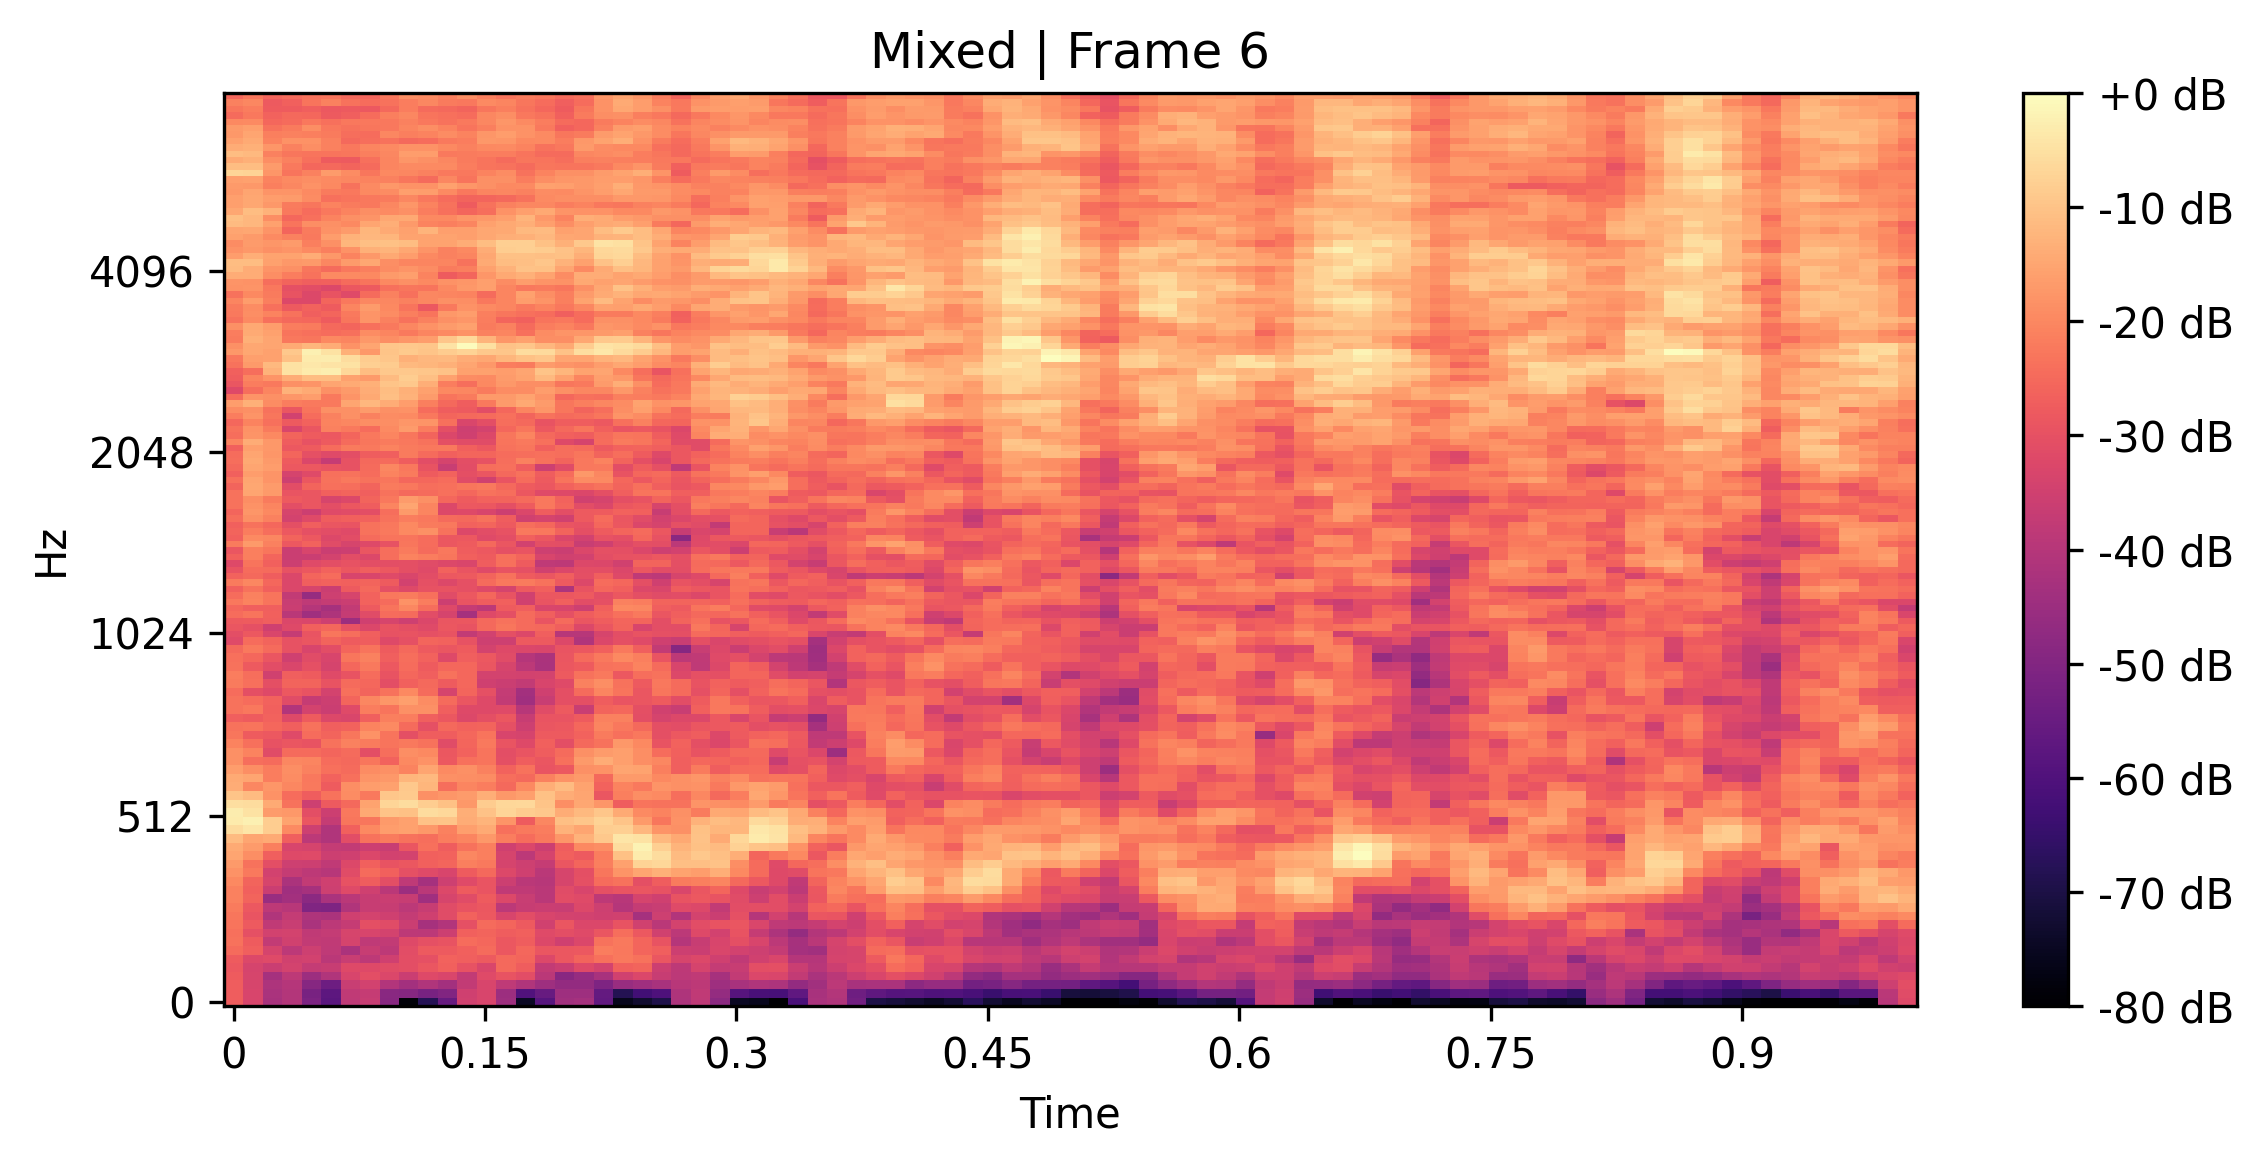 Mixed | Frame 6
Hz
4096
2048
1024
512
0
0 0.15 0.3 0.45 0.6 0.75 0.9
Time
+0 dB
-10 dB
-20 dB
-30 dB
-40 dB
-50 dB
-60 dB
-70 dB
-80 dB